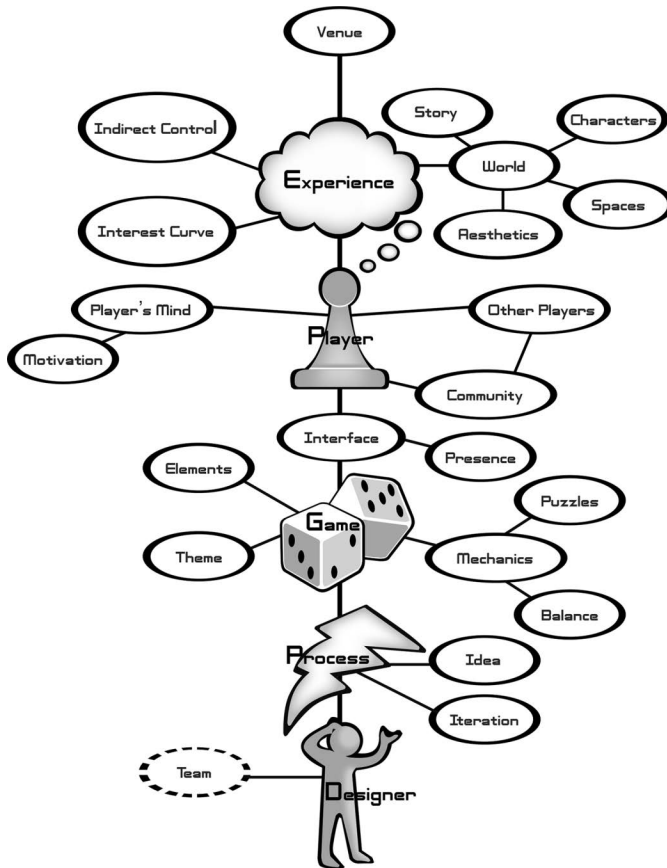 Venue
Indirect Control
Story
Characters
World
Experience
Spaces
Interest Curve
Aesthetics
Player's Mind
Other Players
Player
Motivation
Community
Interface
Presence
Elements
Puzzles
Game
Theme
Mechanics
Balance
Process
Idea
Iteration
Team
Designer